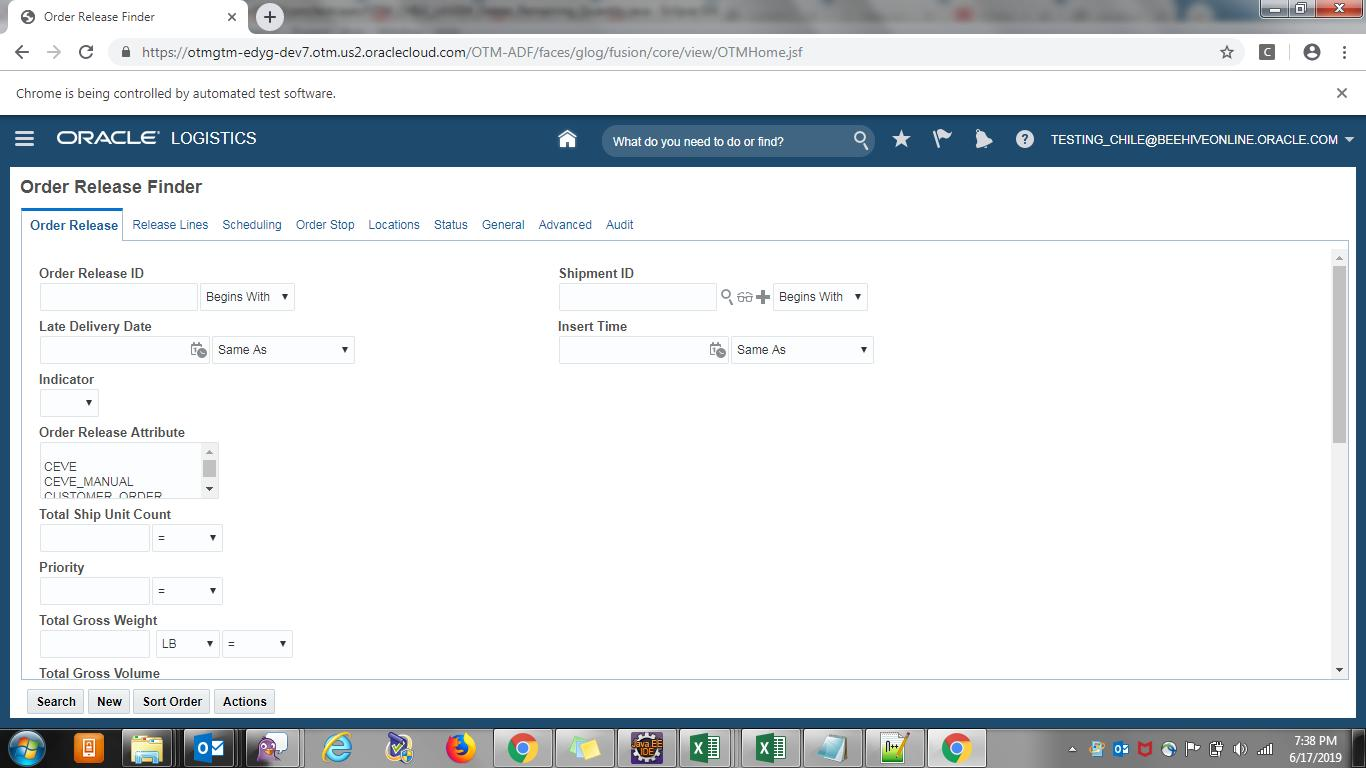 Order Release Finder
https://otmgtm-edyg-dev7.otm.us2.oraclecloud.com/OTM-ADF/faces/glog/fusion/core/view/OTMHome.jsf
C
Chrome is being controlled by automated test software.
ORACLE LOGISTICS What do you need to do or find? TESTING_CHILE@BEEHIVEONLINE.ORACLE.COM
Order Release Finder
Order Release Release Lines Scheduling Order Stop Locations Status General Advanced Audit
Order Release ID Shipment ID
Begins With Begins With
Late Delivery Date Insert Time
Same As Same As
Indicator
Order Release Attribute
CEVE
CEVE_MANUAL
CUSTOMER_ORDER
Total Ship Unit Count
=
Priority
=
Total Gross Weight
LB =
Total Gross Volume
Search New Sort Order Actions
Java EE
IDE
7:38 PM
6/17/2019